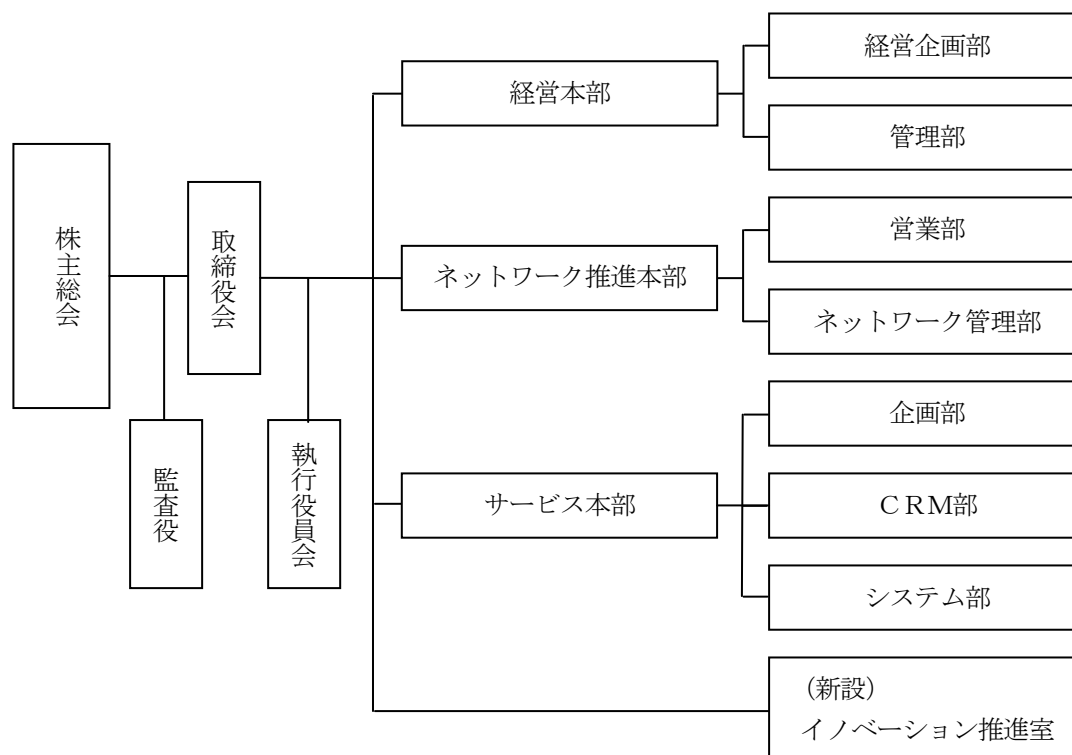 株主総会
取締役会
監査役
執行役員会
経営本部
経営企画部
管理部
ネットワーク推進本部
営業部
ネットワーク管理部
サービス本部
企画部
ＣＲＭ部
システム部
（新設）
イノベーション推進室